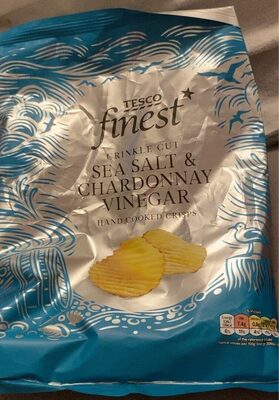 TESCO
finest*
CRINKLE CUT
SEA SALT &
CHARDONNAY
VINEGAR
HAND COOKED CRISPS